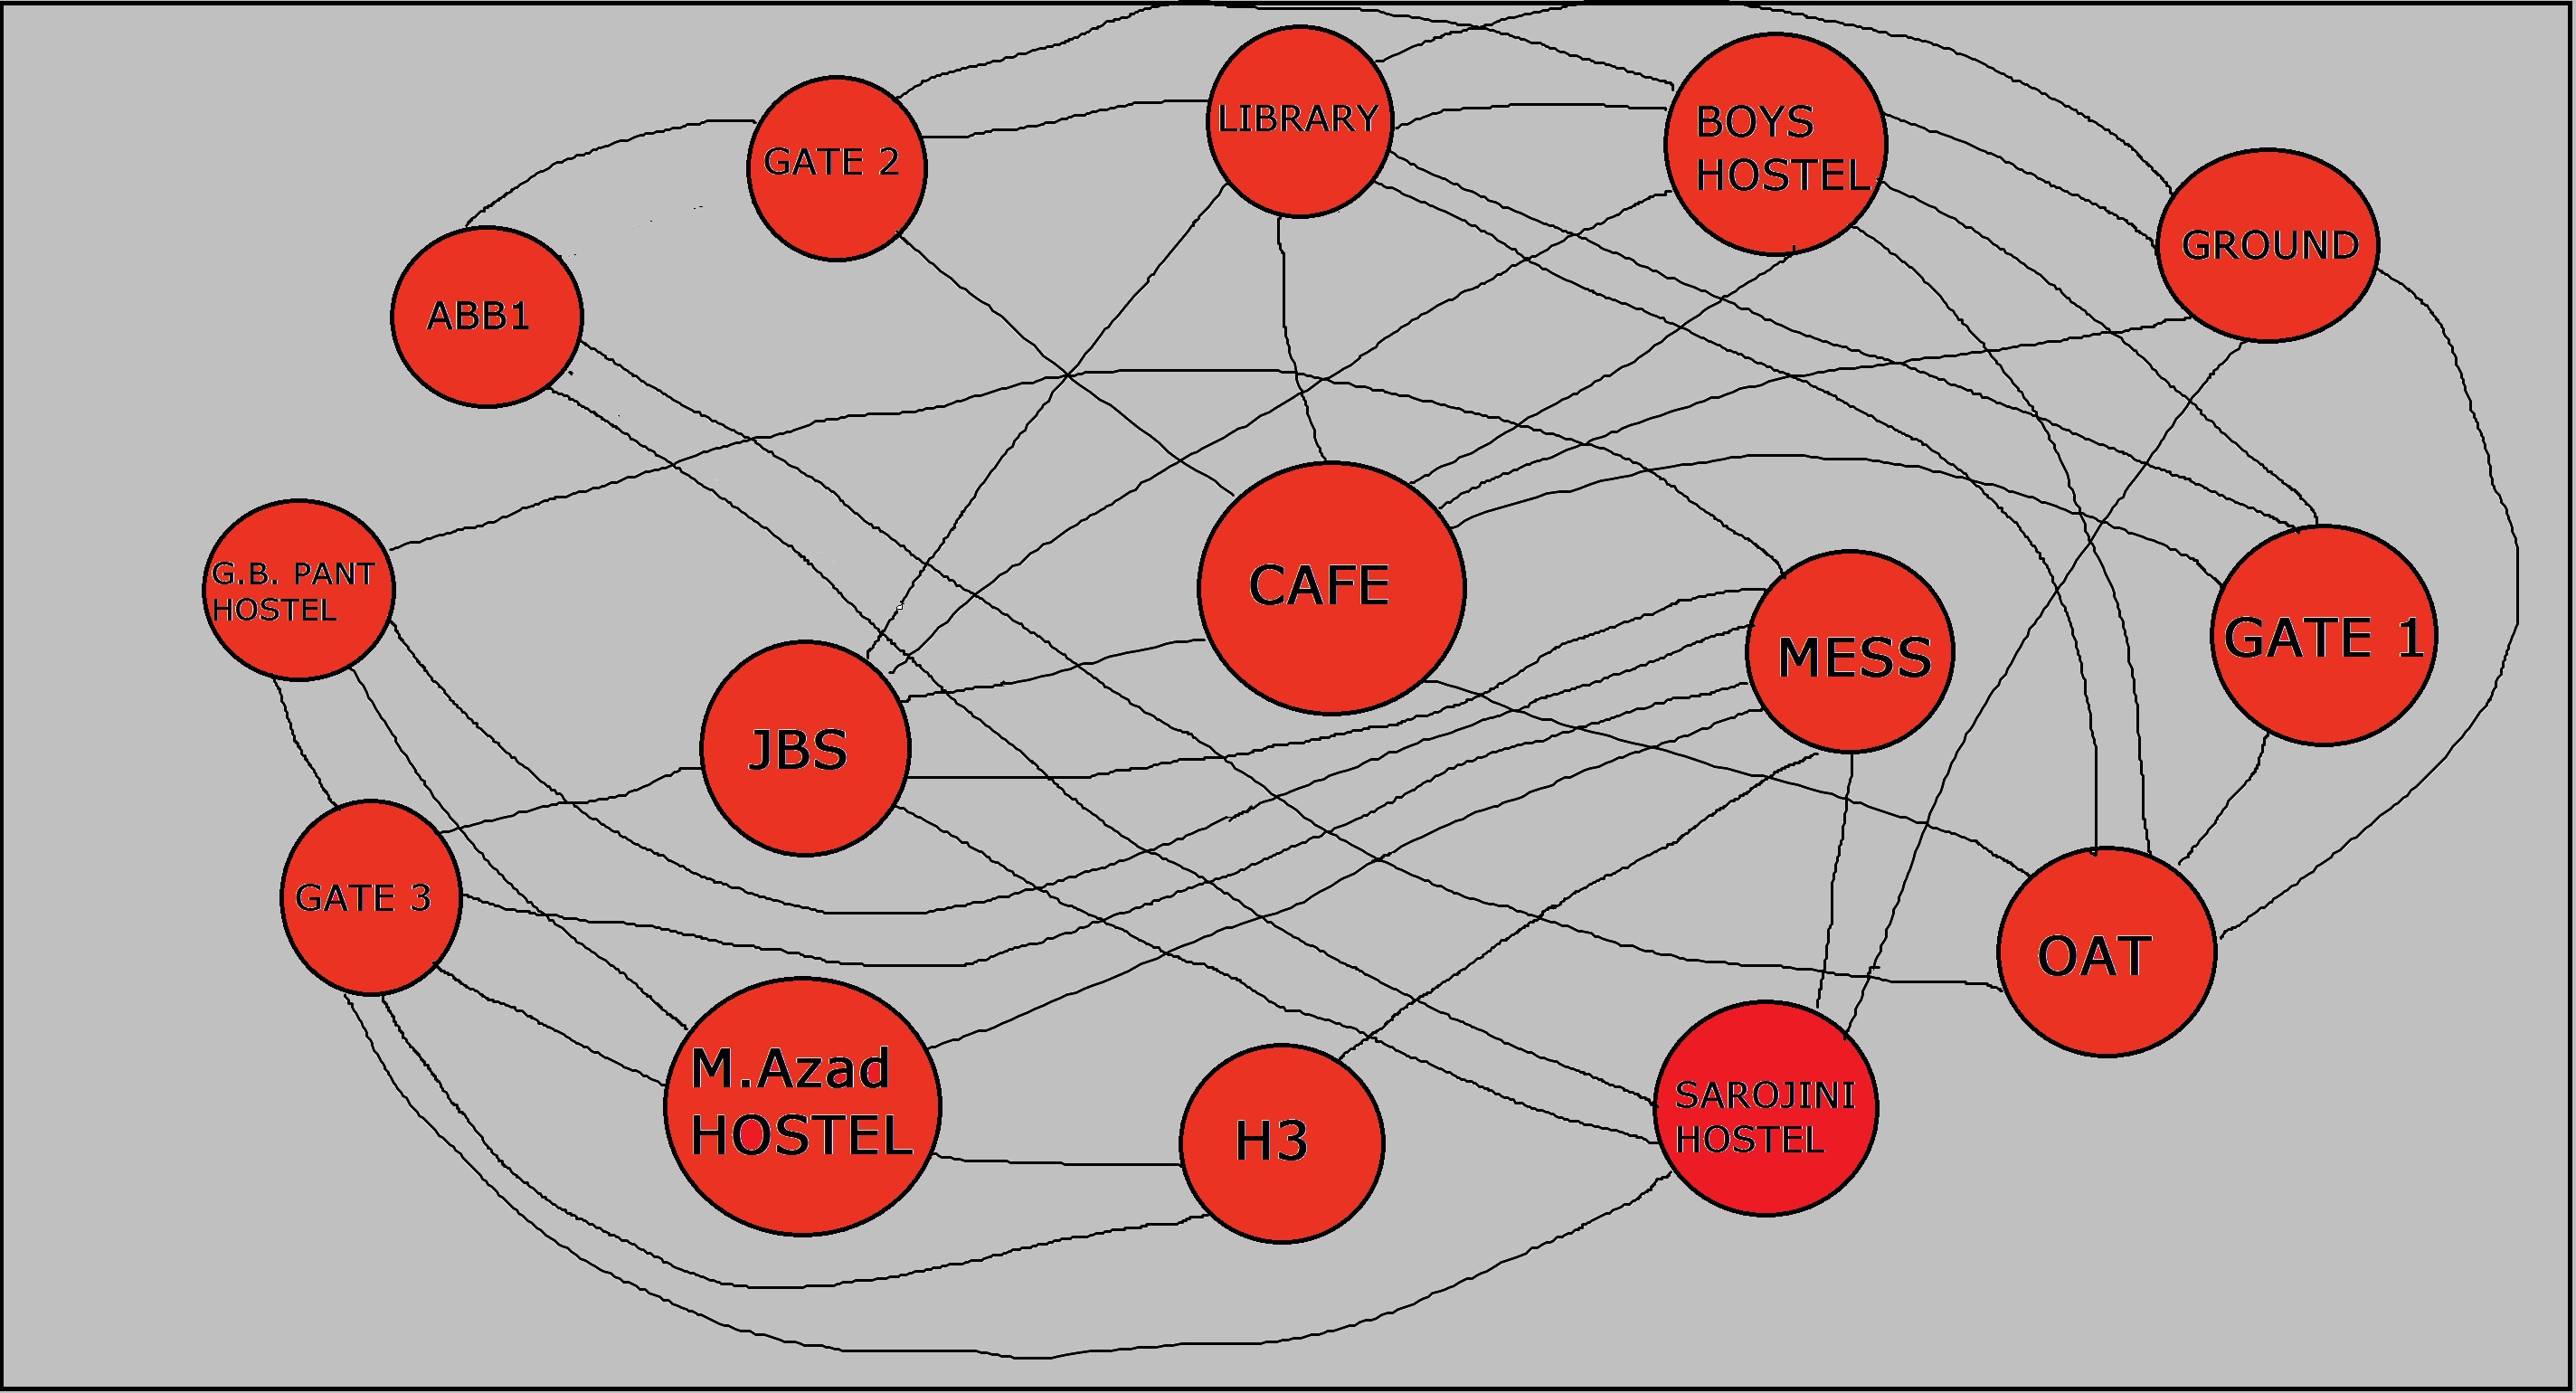 LIBRARY
BOYS
HOSTEL
GATE 2
GROUND
ABB1
G.B. PANT
HOSTEL
CAFE
MESS
GATE 1
JBS
GATE 3
OAT
M.Azad
HOSTEL
H3
SAROJINI
HOSTEL